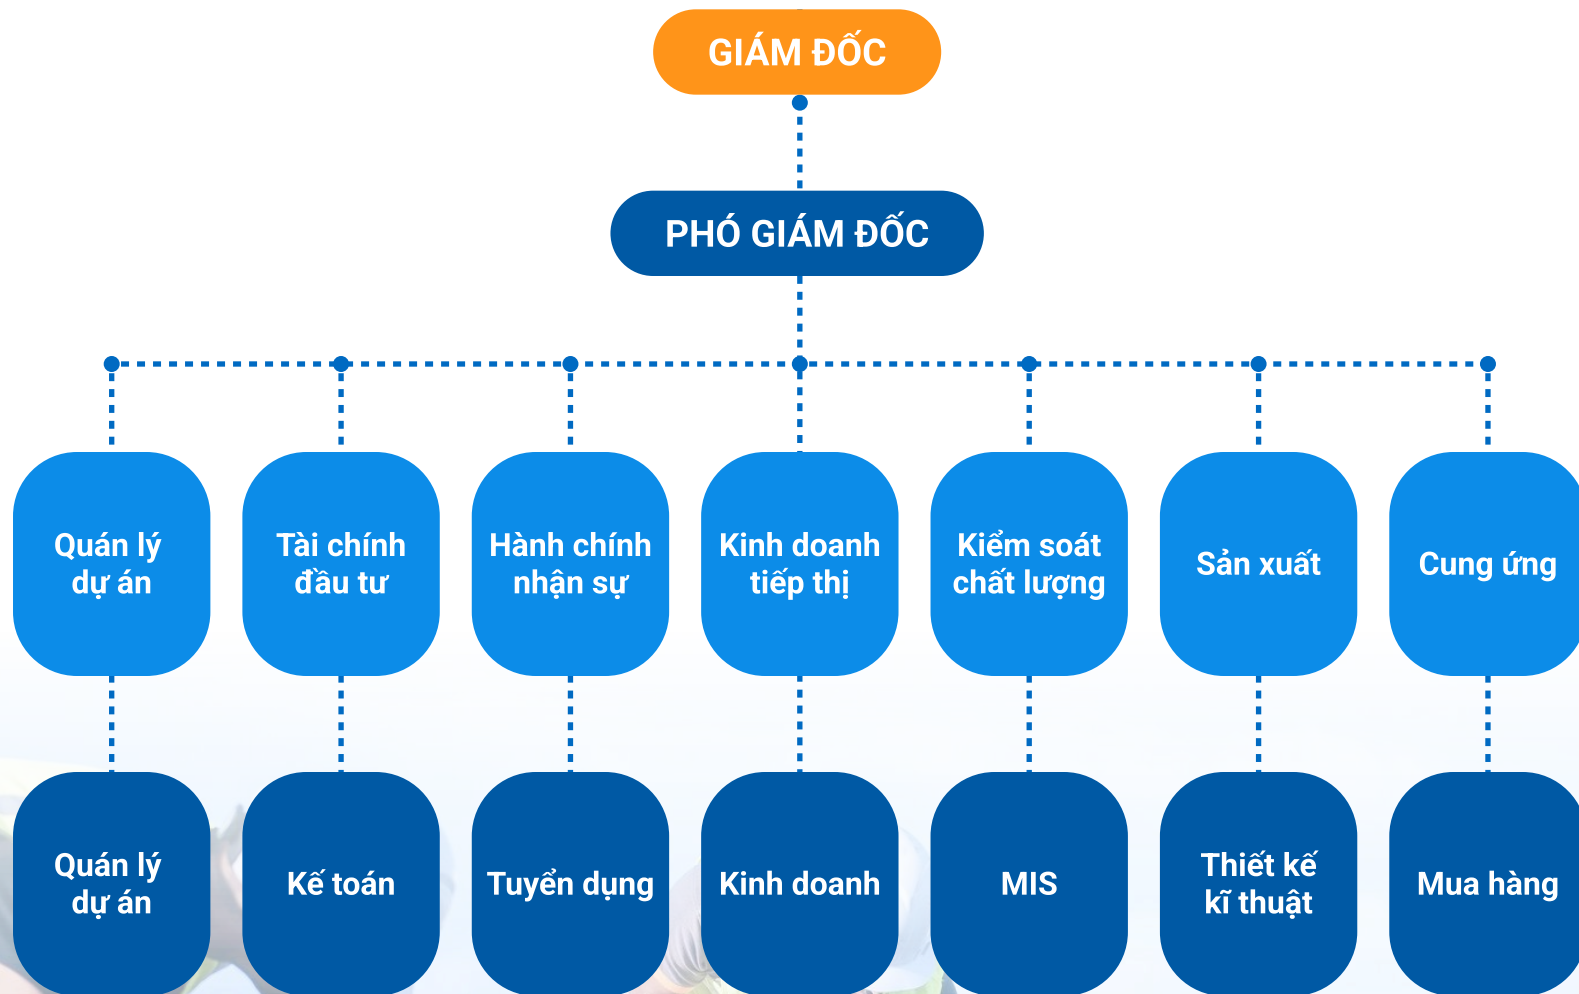 GIÁM ĐỐC
PHÓ GIÁM ĐỐC
Quán lý
dự án
Tài chính
đầu tư
Hành chính
nhận sự
Kinh doanh
tiếp thị
Kiểm soát
chất lượng
Sản xuất
Cung ứng
Quán lý
dự án
Kế toán
Tuyển dụng
Kinh doanh
MIS
Thiết kế
kĩ thuật
Mua hàng